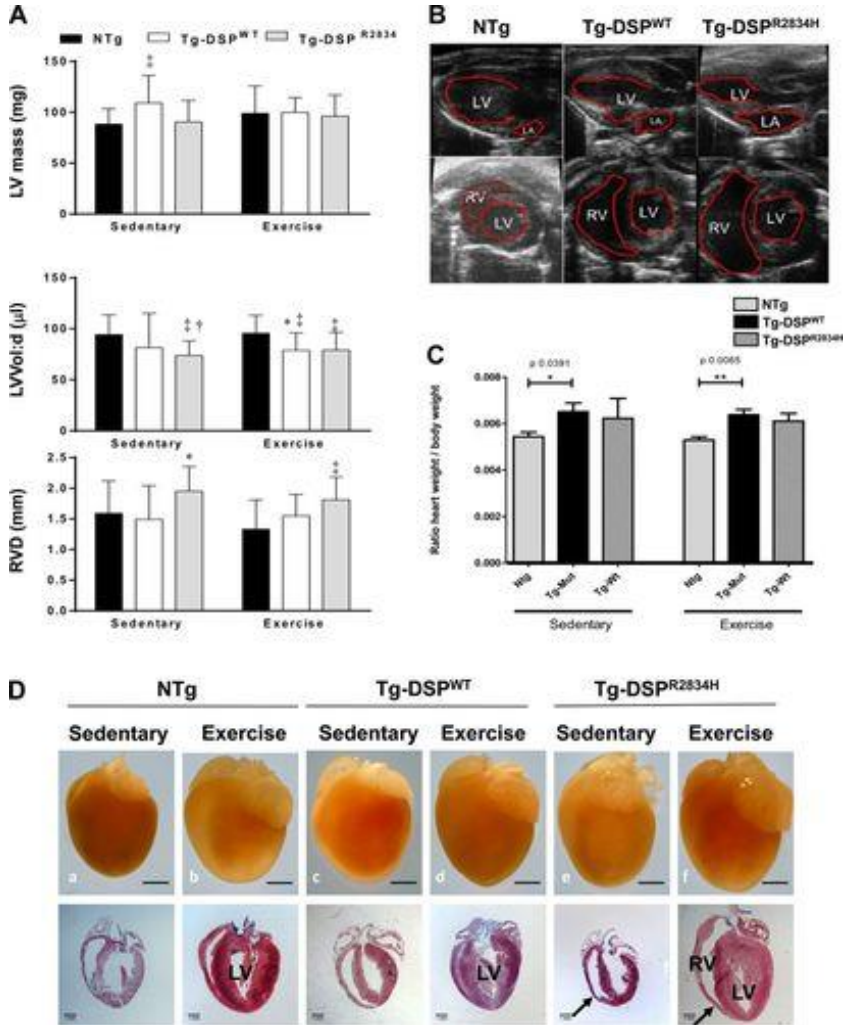 A
NTg
Tg-DSP WT
Tg-DSP R2834
LV mass (mg)
150
100
50
0
Sedentary
Exercise
LVVol:d (µl)
150
100
50
0
‡ †
* ‡
‡
Sedentary
Exercise
RVD (mm)
2.5
2.0
1.5
1.0
0.5
0.0
*
‡
Sedentary
Exercise
B
NTg
Tg-DSP WT
Tg-DSP R2834H
LV
LA
LV
LA
LV
LA
RV
LV
RV
LV
RV
LV
NTg
Tg-DSP WT
Tg-DSP R2834H
C
p 0.0391
*
p 0.0065
**
Ratio heart weight / body weight
0.008
0.006
0.004
0.002
0.000
Ntg
Tg-Mut
Tg-Wt
Ntg
Tg-Mut
Tg-Wt
Sedentary
Exercise
D
NTg
Tg-DSP WT
Tg-DSP R2834H
Sedentary
Exercise
Sedentary
Exercise
Sedentary
Exercise
a
b
c
d
e
f
LV
LV
RV
LV